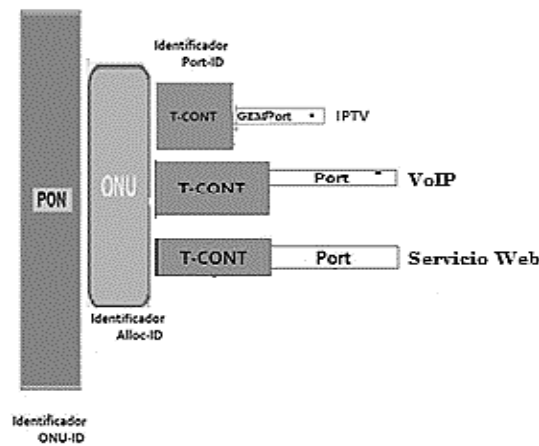 Identificador
Port-ID
T-CONT
GEMPort
IPTV
T-CONT
Port
VoIP
PON
ONU
T-CONT
Port
Servicio Web
Identificador
Alloc-ID
Identificador
ONU-ID